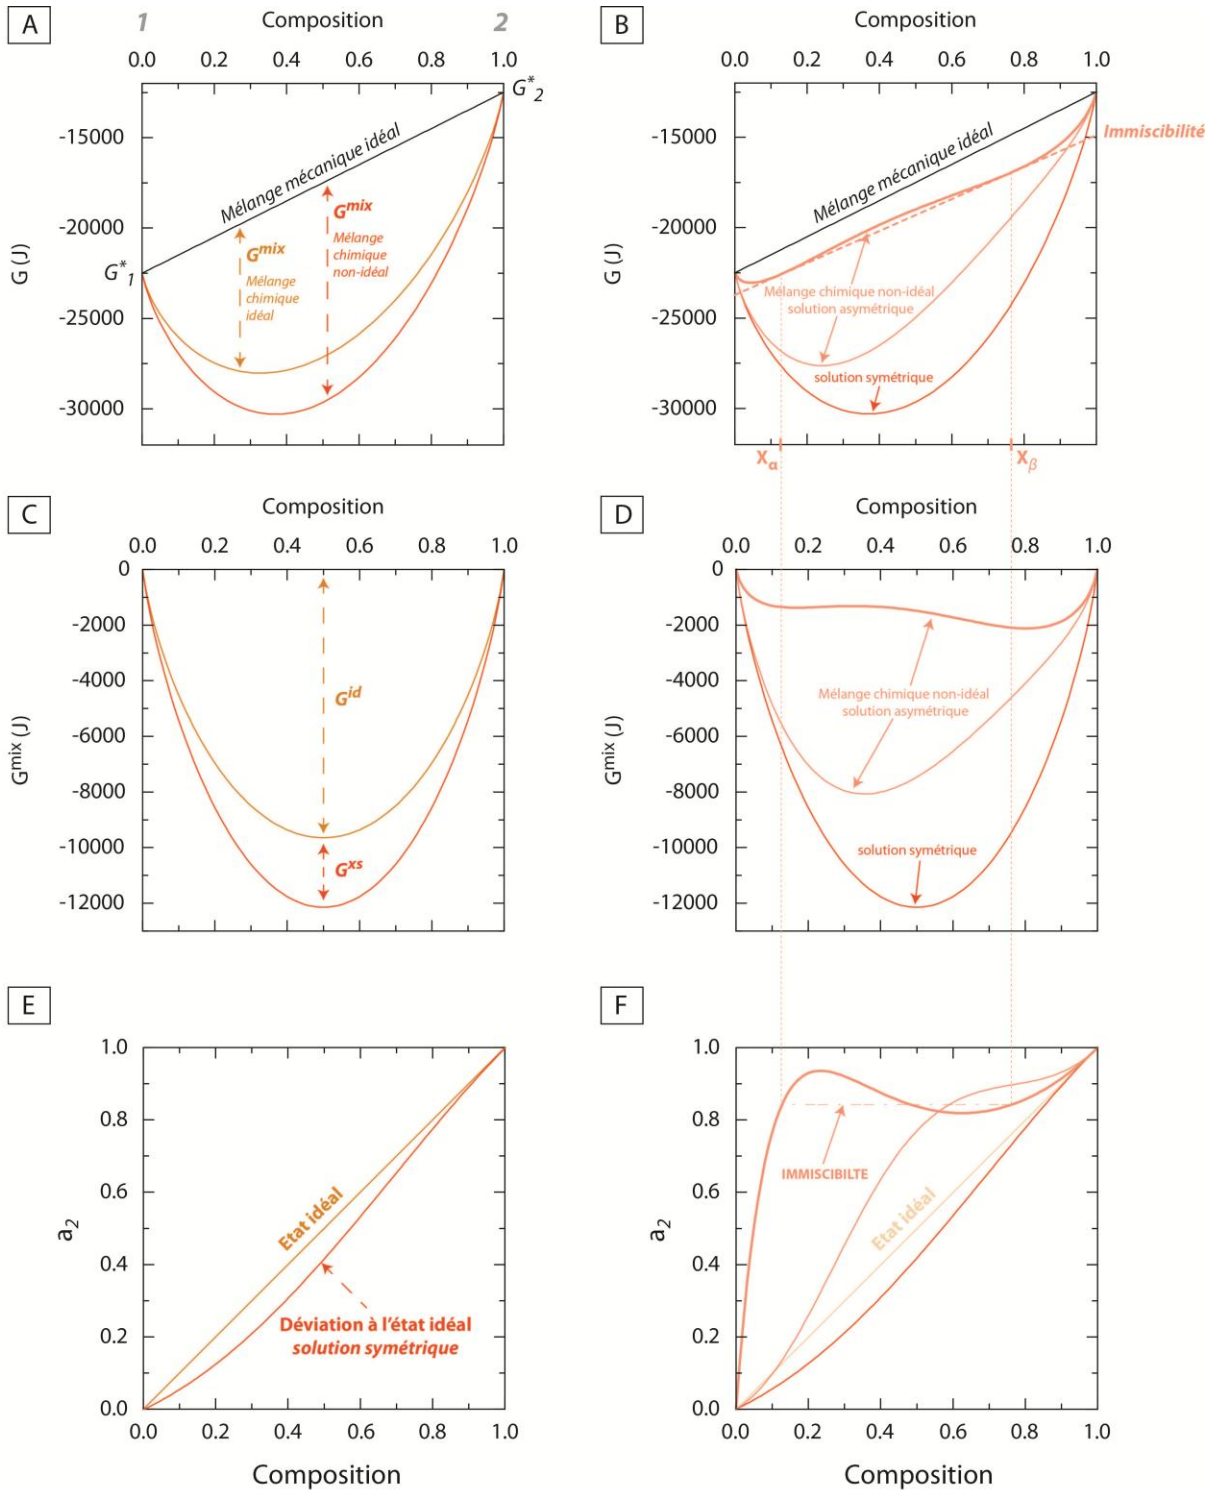 A
1
Composition
2
0.0 0.2 0.4 0.6 0.8 1.0
G*2
-15000
-20000
-25000
-30000
G (J)
G*1
Mélange mécanique idéal
Gmix
Mélange
chimique
idéal
Gmix
Mélange
chimique
non-idéal
B
Composition
0.0 0.2 0.4 0.6 0.8 1.0
-15000
-20000
-25000
-30000
G (J)
Mélange mécanique idéal
Immiscibilité
Mélange chimique non-idéal
solution asymétrique
solution symétrique
Xα
Xβ
C
Composition
0.0 0.2 0.4 0.6 0.8 1.0
0
-2000
-4000
-6000
-8000
-10000
-12000
Gmix (J)
Gid
Gxs
D
Composition
0.0 0.2 0.4 0.6 0.8 1.0
0
-2000
-4000
-6000
-8000
-10000
-12000
Gmix (J)
Mélange chimique non-idéal
solution asymétrique
solution symétrique
E
1.0
0.8
0.6
0.4
0.2
0.0
a2
Etat idéal
Déviation à l'état idéal
solution symétrique
0.0 0.2 0.4 0.6 0.8 1.0
Composition
F
1.0
0.8
0.6
0.4
0.2
0.0
a2
IMMISCIBILTE
Etat idéal
0.0 0.2 0.4 0.6 0.8 1.0
Composition